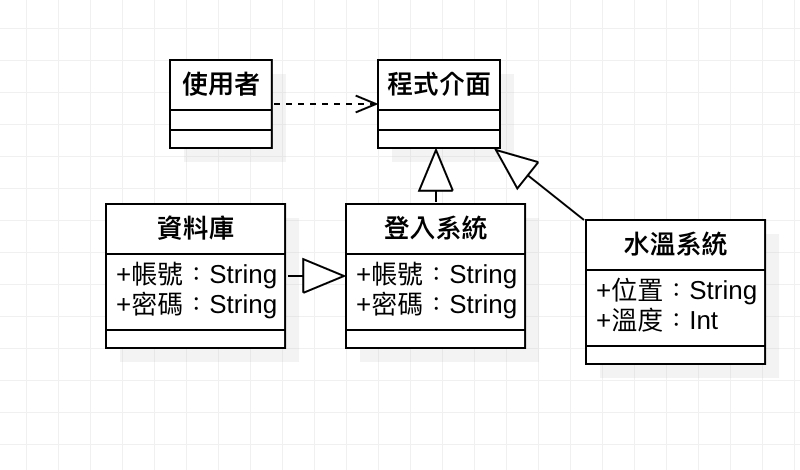 使用者
程式介面
資料庫
+帳號：String
+密碼：String
登入系統
+帳號：String
+密碼：String
水溫系統
+位置：String
+溫度：Int